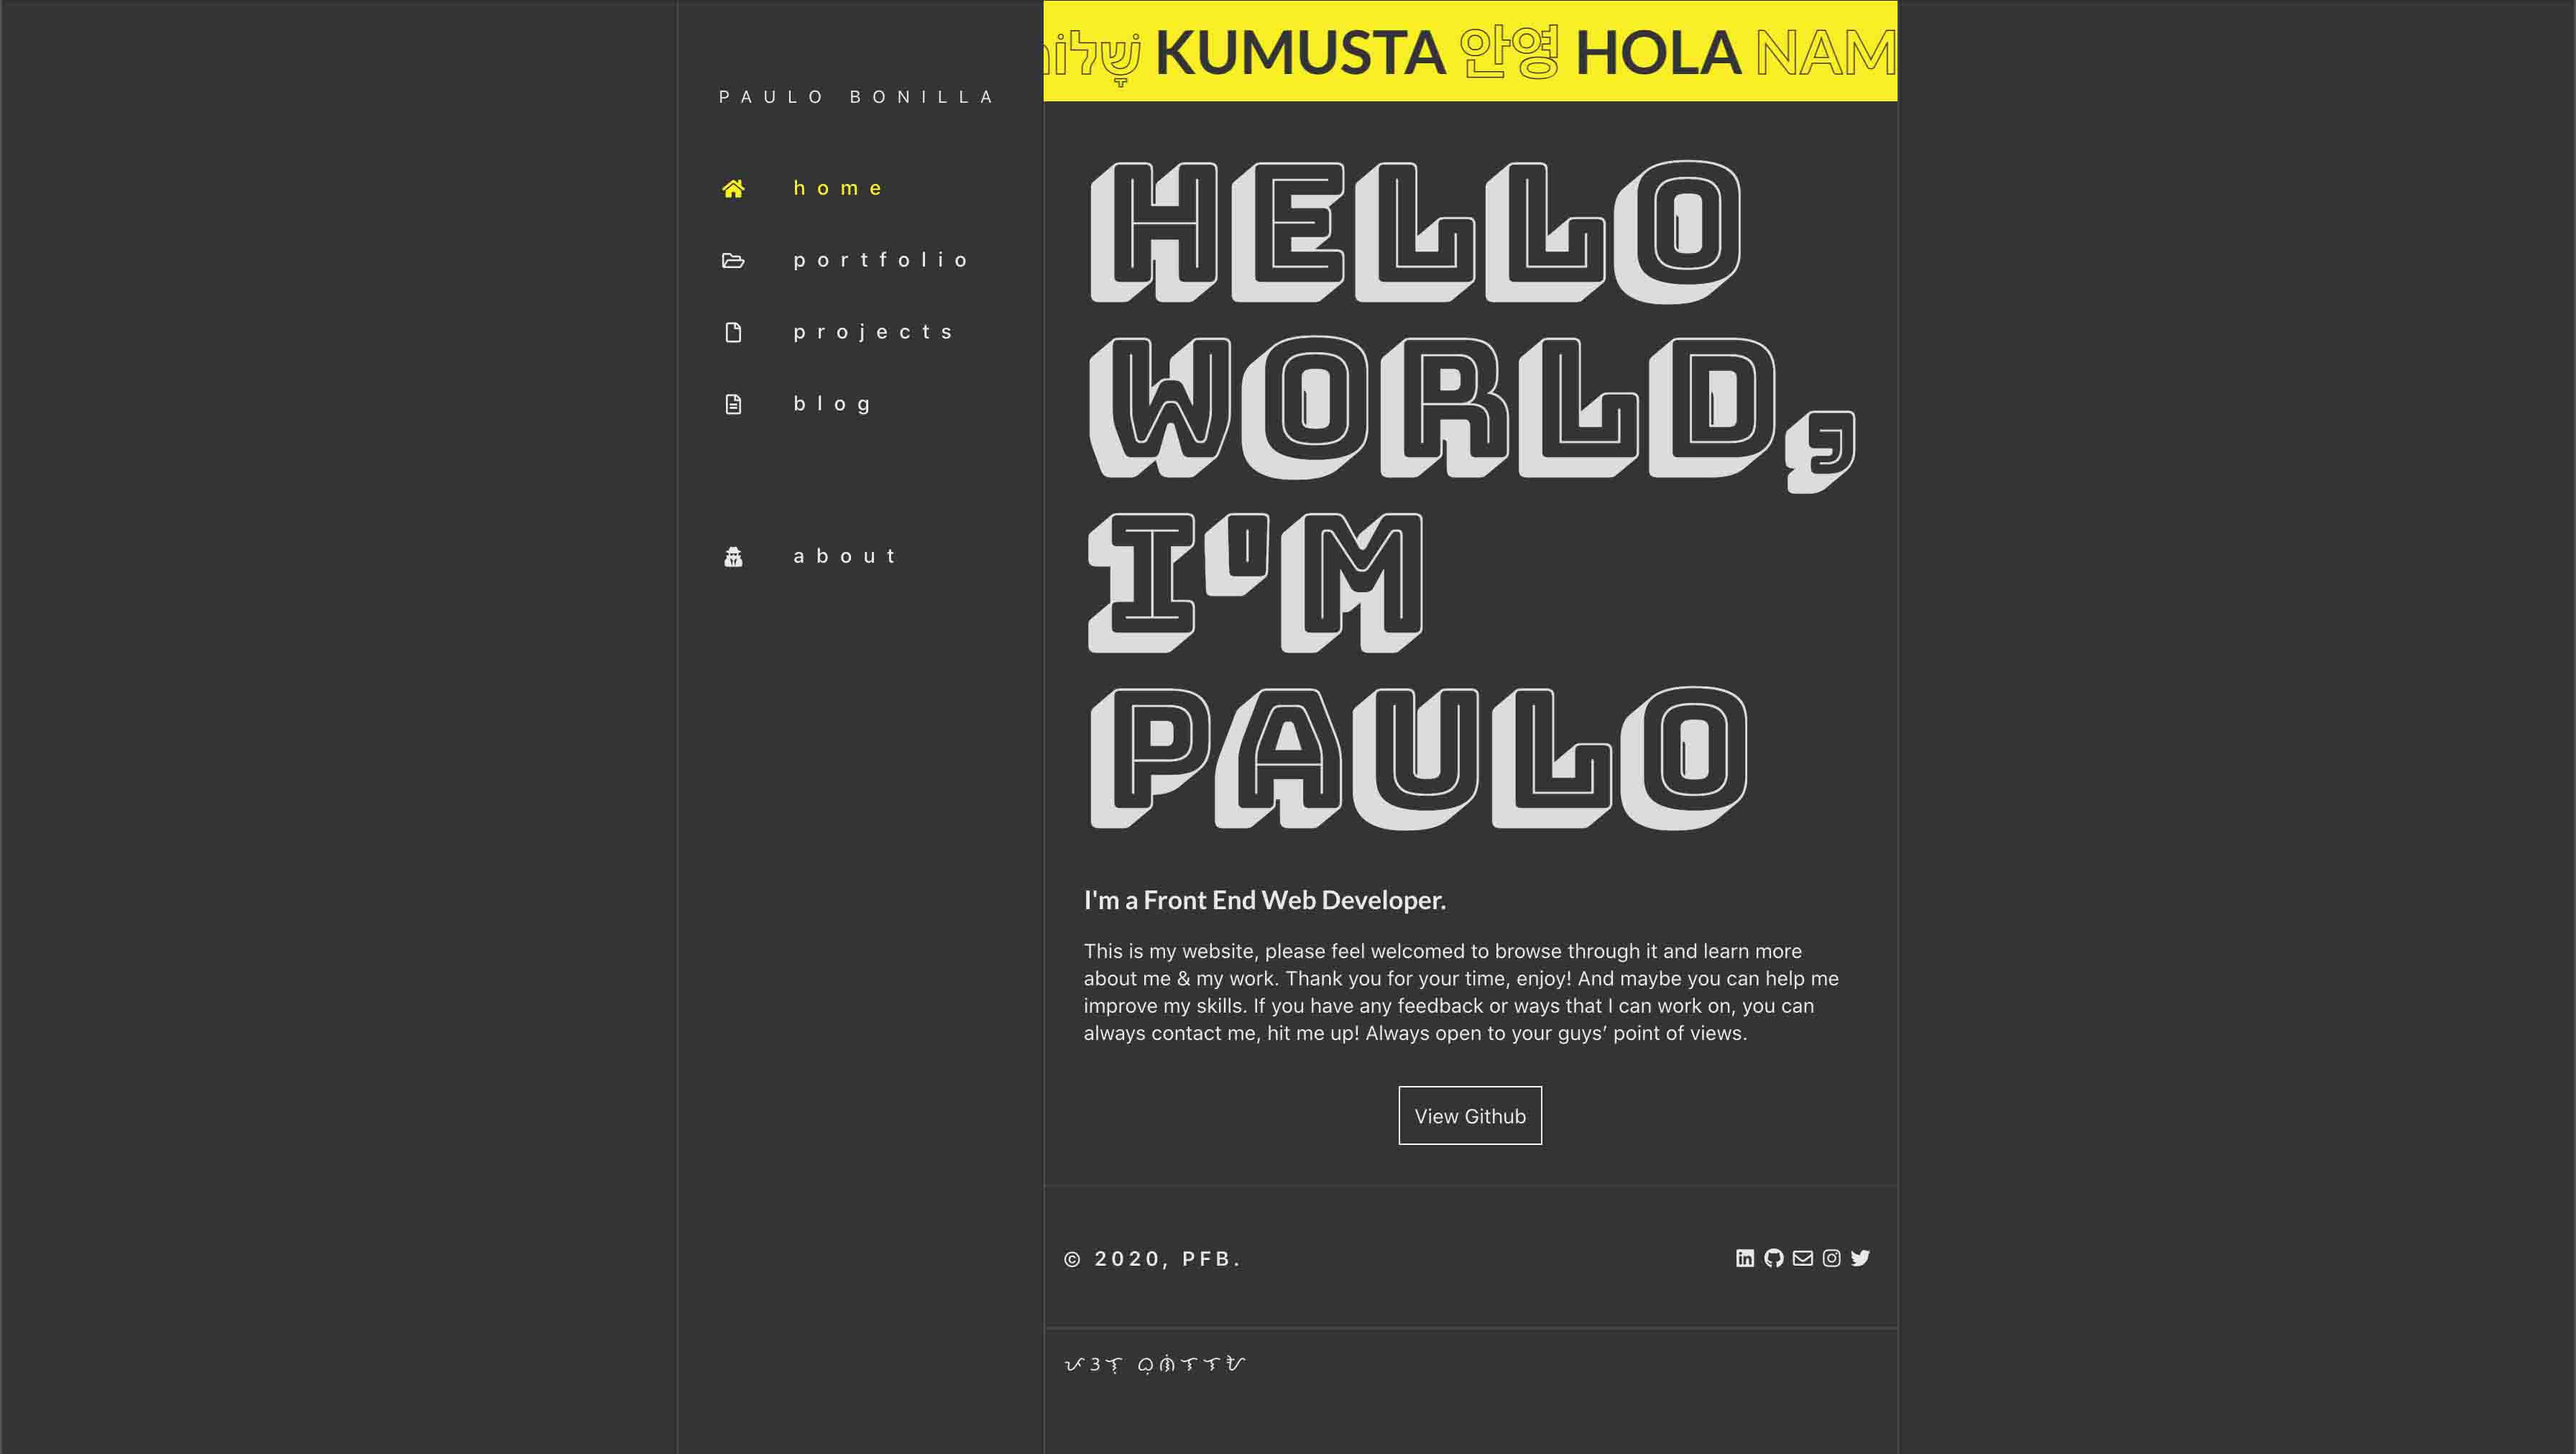 PAULO BONILLA
home
portfolio
projects
blog
about
KUMUSTA 안영 HOLA
HELLO
WORLD,
I'M
PAULO
I'm a Front End Web Developer.
This is my website, please feel welcomed to browse through it and learn more
about me & my work. Thank you for your time, enjoy! And maybe you can help me
improve my skills. If you have any feedback or ways that I can work on, you can
always contact me, hit me up! Always open to your guys’ point of views.
View Github
© 2020, PFB.